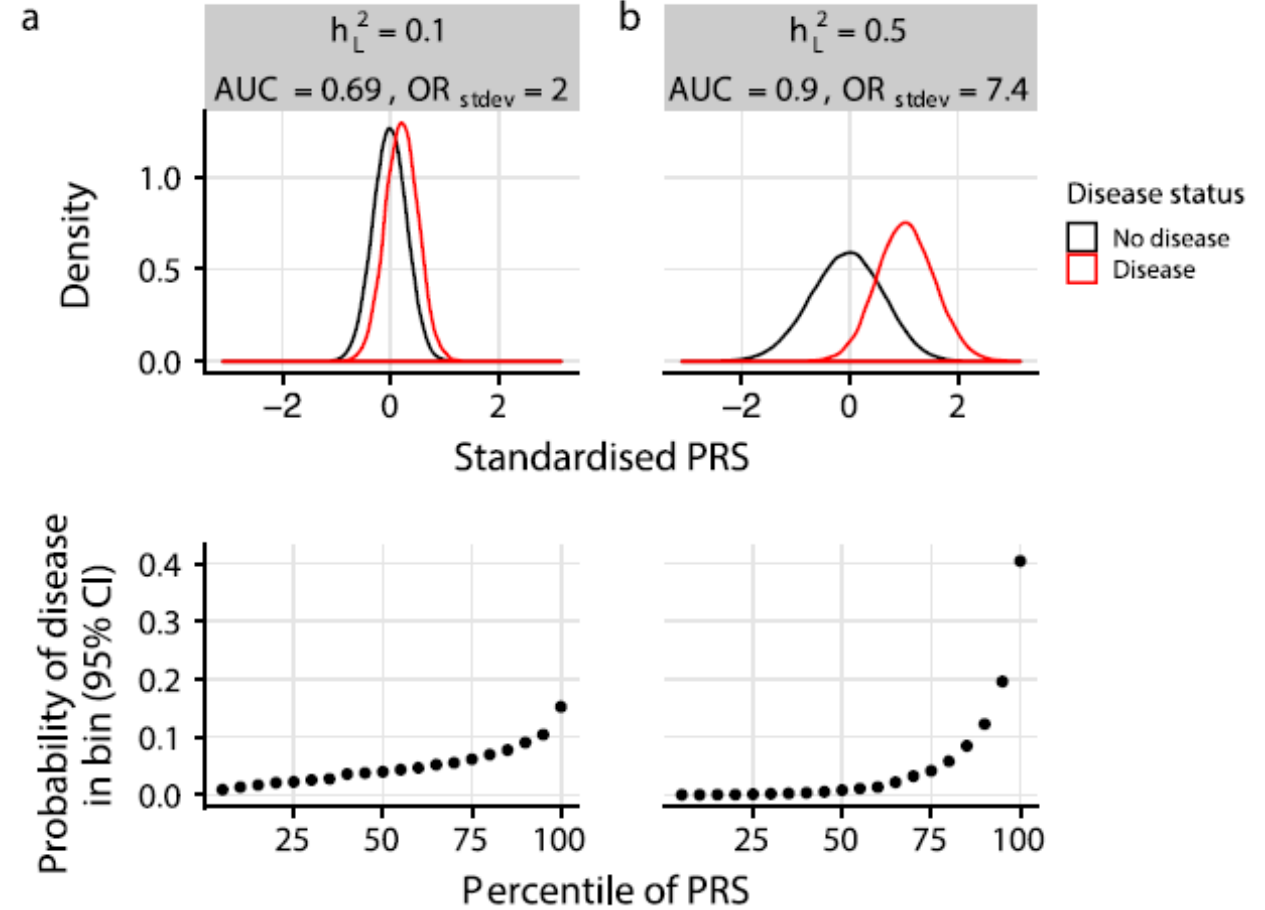 a
h_L^2 = 0.1
AUC = 0.69, OR stdev = 2
b
h_L^2 = 0.5
AUC = 0.9, OR stdev = 7.4
Density
1.0
0.5
0.0
−2 0 2
−2 0 2
Standardised PRS
Disease status
No disease
Disease
Probability of disease
in bin (95% CI)
0.4
0.3
0.2
0.1
0.0
25 50 75 100
25 50 75 100
Percentile of PRS